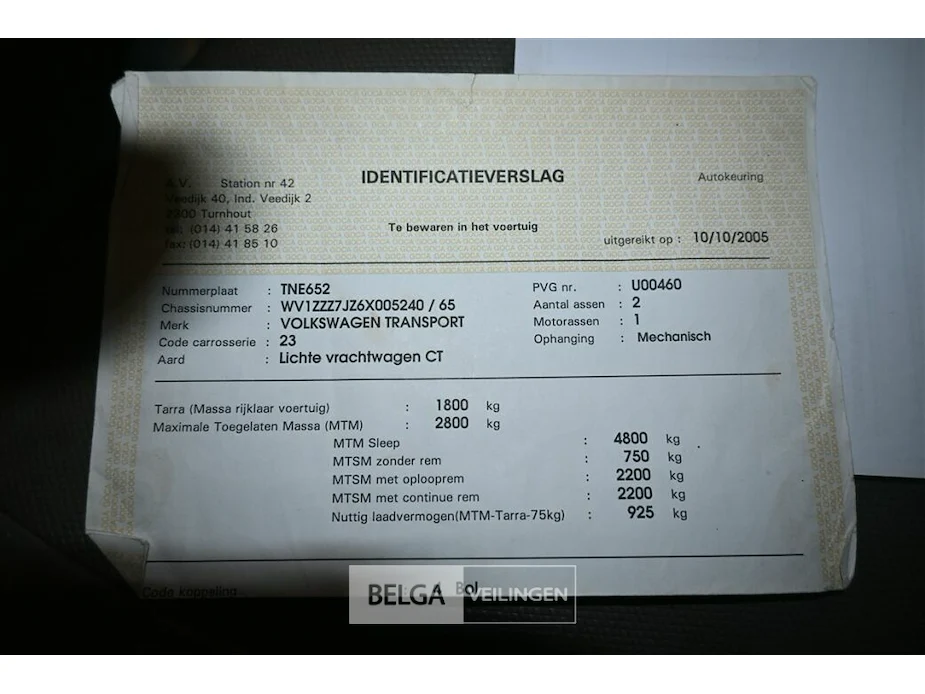 A.V. Station nr 42
Veedijk 40, Ind. Veedijk 2
2300 Turnhout
tel: (014) 41 58 26
fax: (014) 41 85 10
IDENTIFICATIEVERSLAG
Te bewaren in het voertuig
Autokeuring
uitgereikt op : 10/10/2005
Nummerplaat : TNE652
Chassisnummer : WV1ZZZ7JZ6X005240 / 65
Merk : VOLKSWAGEN TRANSPORT
Code carrosserie : 23
Aard : Lichte vrachtwagen CT
PVG nr. : U00460
Aantal assen : 2
Motorassen : 1
Ophanging : Mechanisch
Tarra (Massa rijklaar voertuig) : 1800 kg
Maximale Toegelaten Massa (MTM) : 2800 kg
MTM Sleep : 4800 kg
MTSM zonder rem : 750 kg
MTSM met oplooprem : 2200 kg
MTSM met continue rem : 2200 kg
Nuttig laadvermogen(MTM-Tarra-75kg) : 925 kg
Code koppeling
A Bol
BELGA VEILINGEN